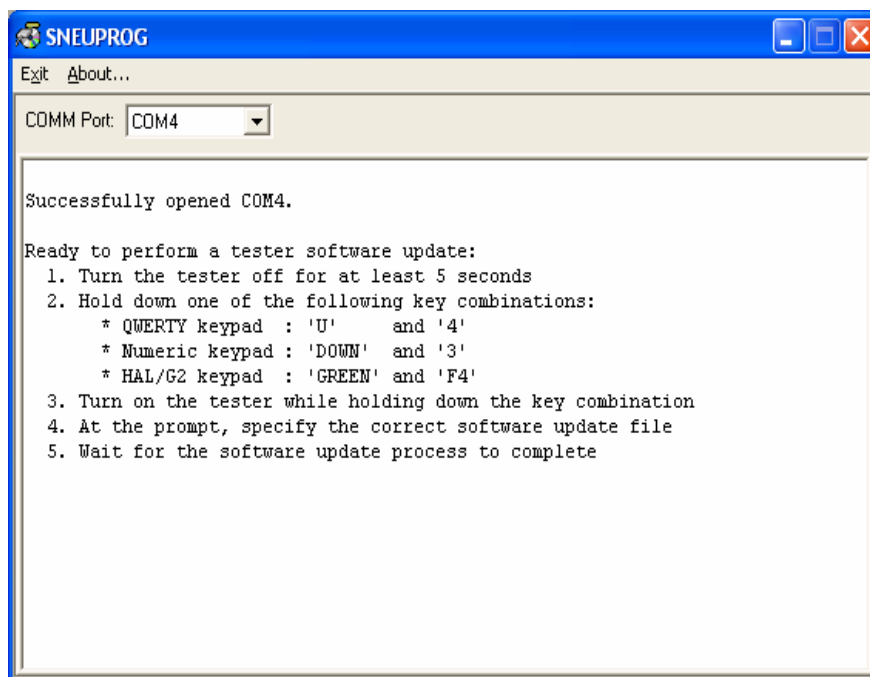 SNEUPROG
Exit About...
COMM Port: COM4
Successfully opened COM4.
Ready to perform a tester software update:
1. Turn the tester off for at least 5 seconds
2. Hold down one of the following key combinations:
* QWERTY keypad : 'U' and '4'
* Numeric keypad : 'DOWN' and '3'
* HAL/G2 keypad : 'GREEN' and 'F4'
3. Turn on the tester while holding down the key combination
4. At the prompt, specify the correct software update file
5. Wait for the software update process to complete